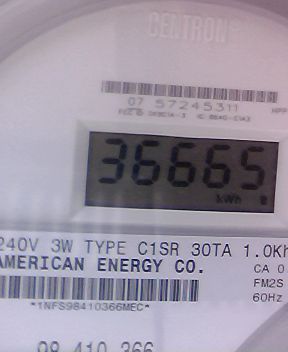 CENTRON
07 57245311
36665
kWh
240V 3W TYPE C1SR 30TA 1.0Kh
AMERICAN ENERGY CO.
CA 0.
FM2S
60Hz
*1NFS98410366MEC*
98 410 366